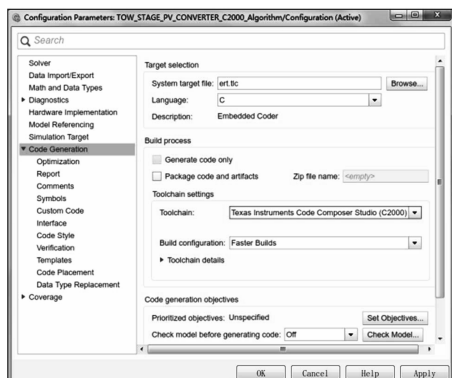 Configuration Parameters: TOW_STAGE_PV_CONVERTER_C2000_Algorithm/Configuration (Active)
Search
Solver
Data Import/Export
Math and Data Types
Diagnostics
Hardware Implementation
Model Referencing
Simulation Target
Code Generation
Optimization
Report
Comments
Symbols
Custom Code
Interface
Code Style
Verification
Templates
Code Placement
Data Type Replacement
Coverage
Target selection
System target file: ert.tlc Browse...
Language: C
Description: Embedded Coder
Build process
Generate code only
Package code and artifacts Zip file name: <empty>
Toolchain settings
Toolchain: Texas Instruments Code Composer Studio (C2000)
Build configuration: Faster Builds
Toolchain details
Code generation objectives
Prioritized objectives: Unspecified Set Objectives...
Check model before generating code: Off Check Model...
OK Cancel Help Apply